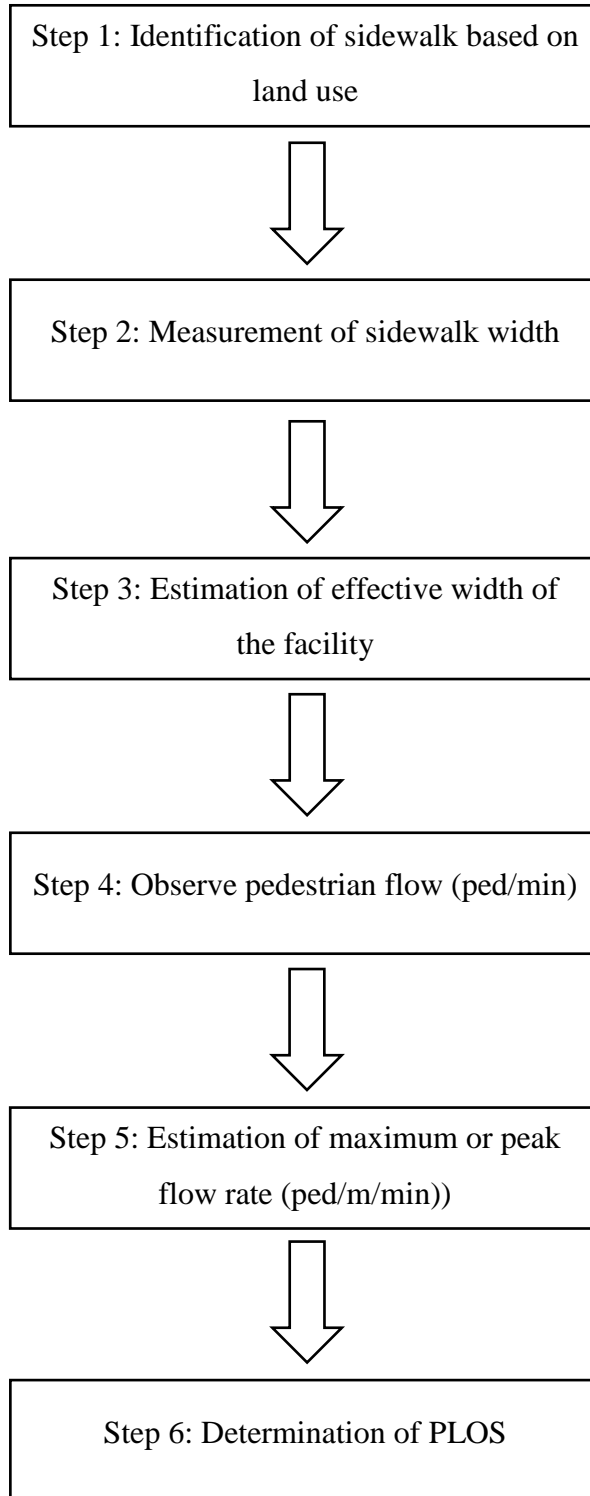 Step 1: Identification of sidewalk based on
land use
Step 2: Measurement of sidewalk width
Step 3: Estimation of effective width of
the facility
Step 4: Observe pedestrian flow (ped/min)
Step 5: Estimation of maximum or peak
flow rate (ped/m/min))
Step 6: Determination of PLOS